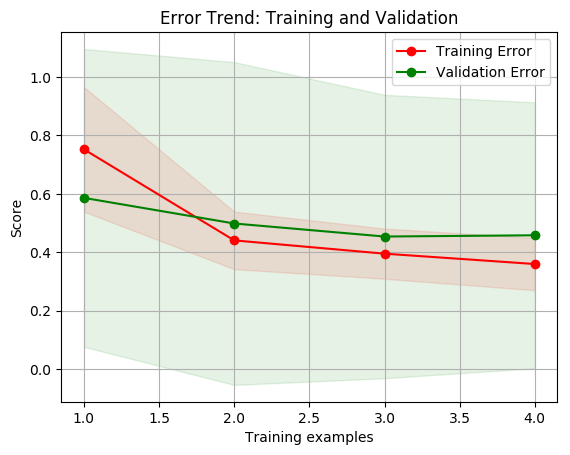 Error Trend: Training and Validation
Training Error
Validation Error
1.0
0.8
0.6
0.4
0.2
0.0
Score
1.0 1.5 2.0 2.5 3.0 3.5 4.0
Training examples